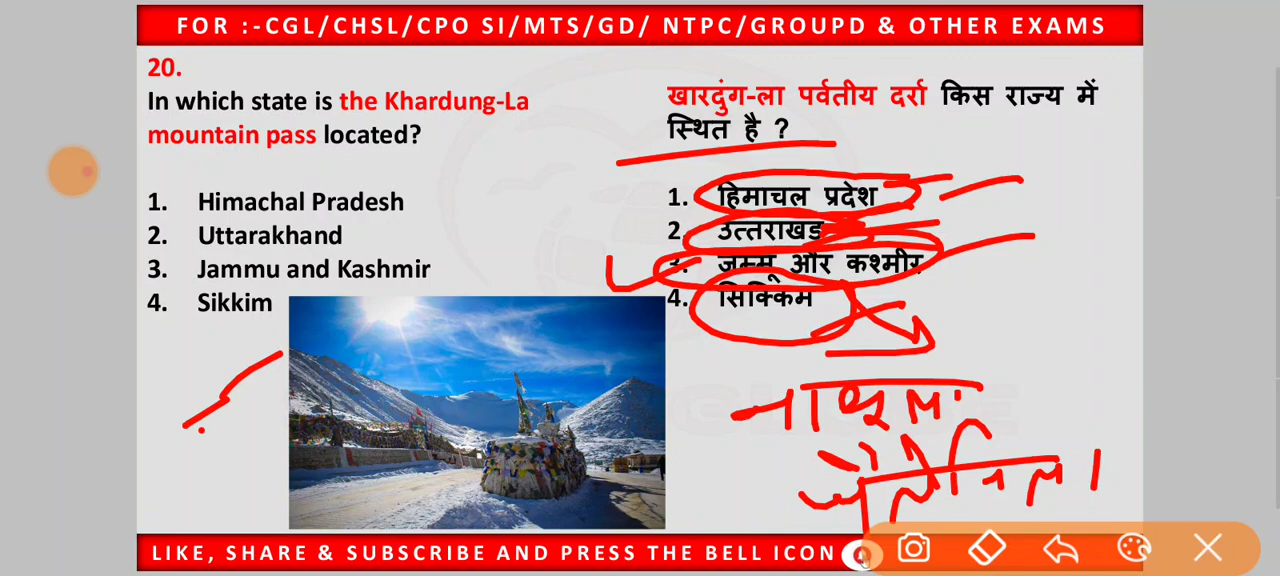 FOR :-CGL/CHSL/CPO SI/MTS/GD/ NTPC/GROUPD & OTHER EXAMS
20.
In which state is the Khardung-La
mountain pass located?
1. Himachal Pradesh
2. Uttarakhand
3. Jammu and Kashmir
4. Sikkim
खारदुंग-ला पर्वतीय दर्रा किस राज्य में
स्थित है ?
1. हिमाचल प्रदेश
2. उत्तराखंड
3. जम्मू और कश्मीर
4. सिक्किम
LIKE, SHARE & SUBSCRIBE AND PRESS THE BELL ICON